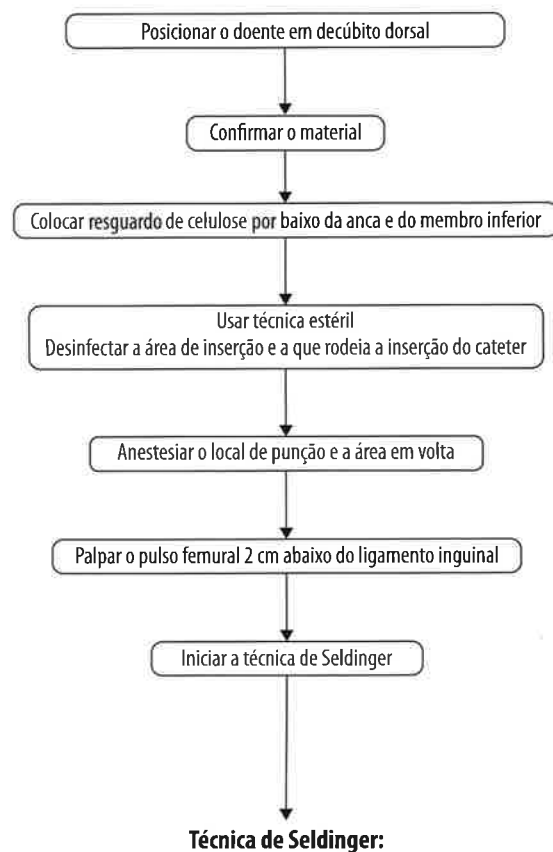 Posicionar o doente em decúbito dorsal
Confirmar o material
Colocar resguardo de celulose por baixo da anca e do membro inferior
Usar técnica estéril
Desinfectar a área de inserção e a que rodeia a inserção do cateter
Anestesiar o local de punção e a área em volta
Palpar o pulso femural 2 cm abaixo do ligamento inguinal
Iniciar a técnica de Seldinger
Técnica de Seldinger: